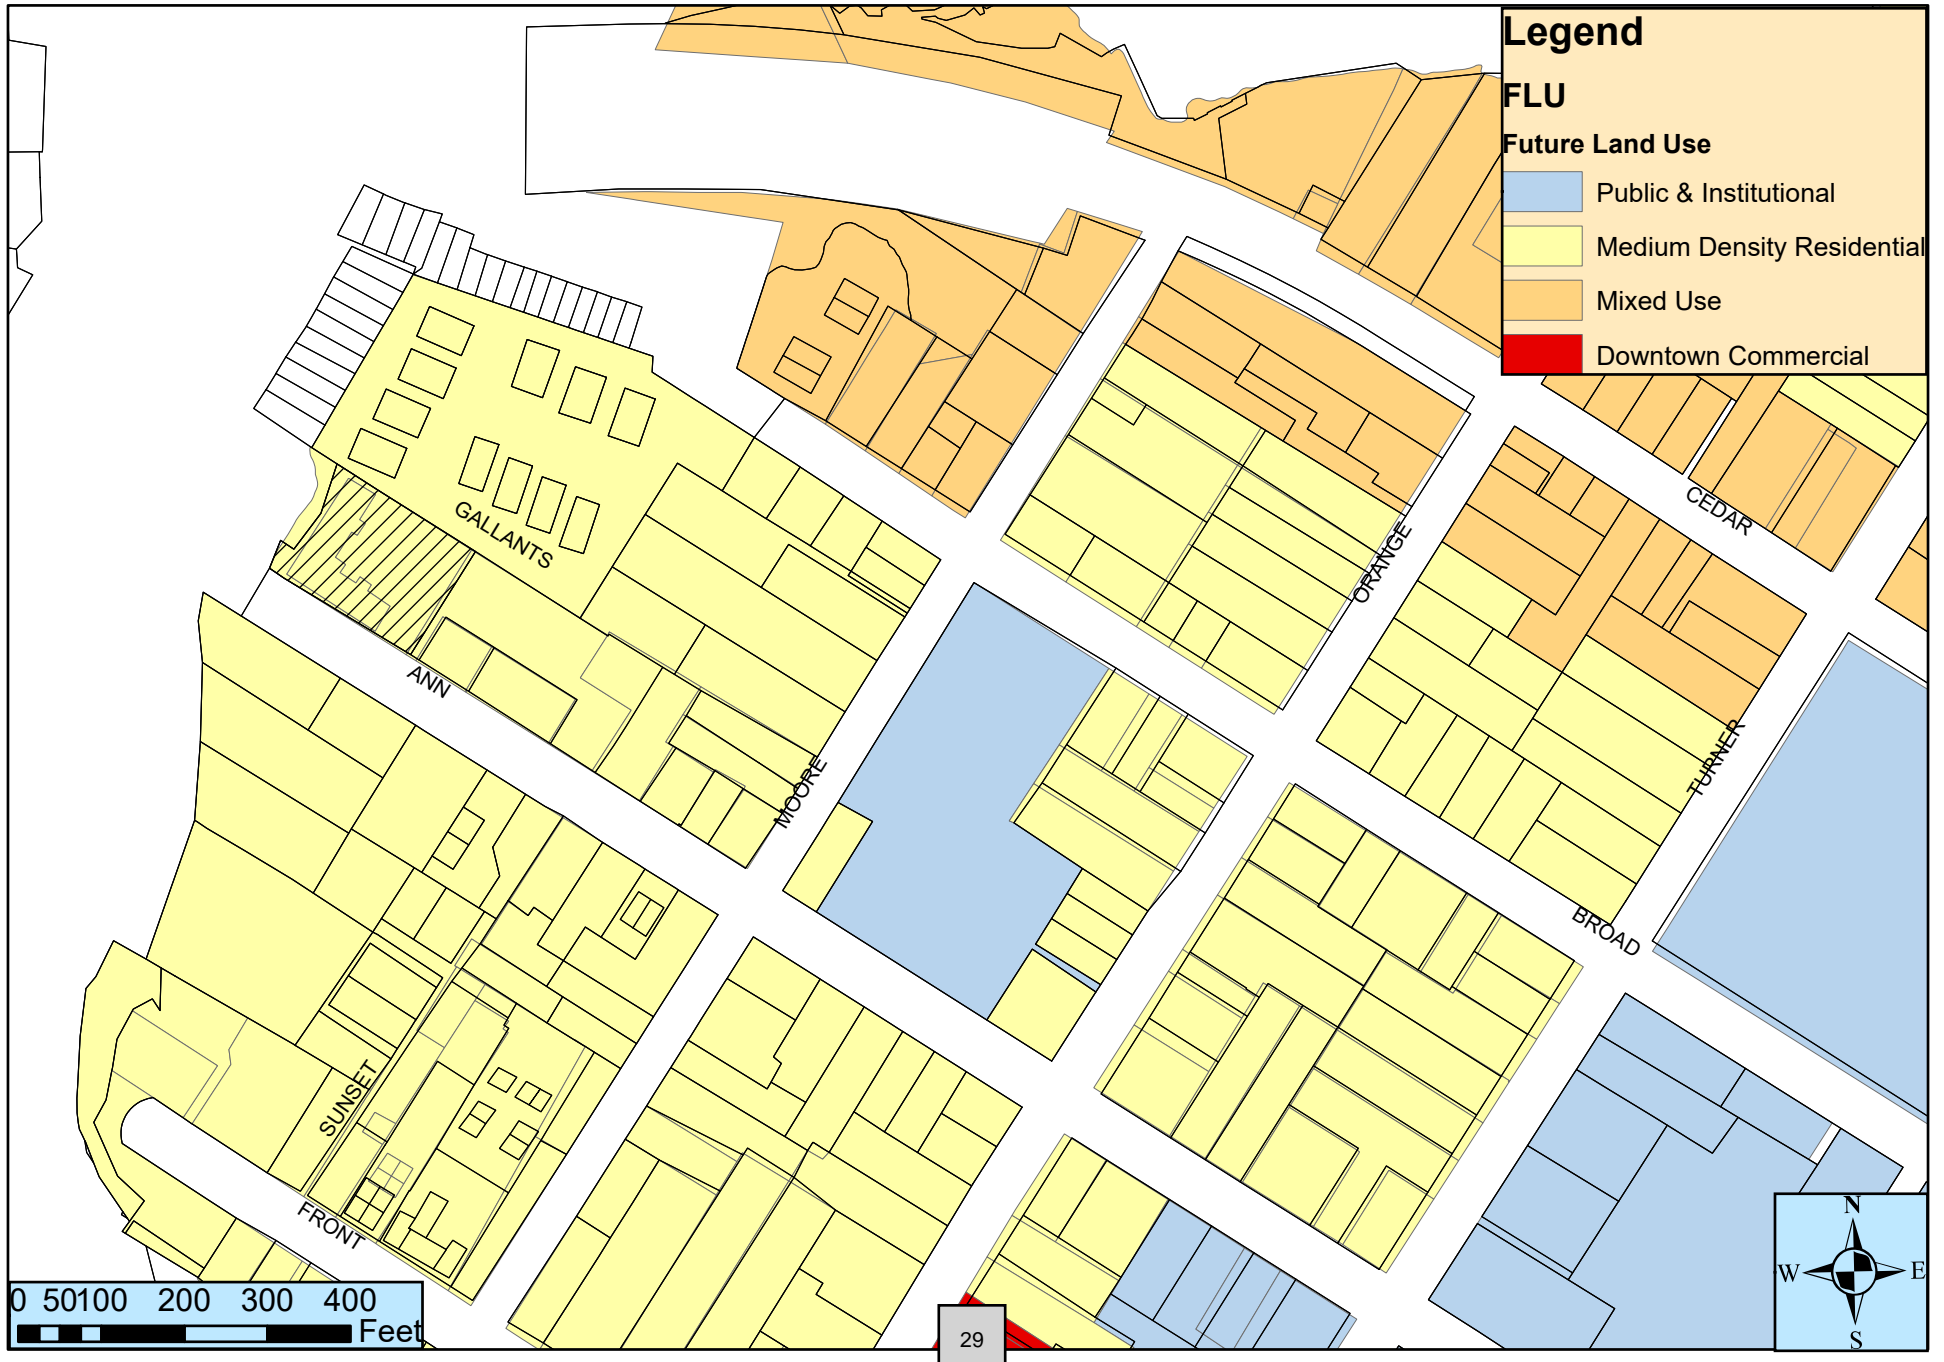 Legend
FLU
Future Land Use
Public & Institutional
Medium Density Residential
Mixed Use
Downtown Commercial
CEDAR
GALLANTS
ORANGE
ANN
TURNER
MOORE
BROAD
SUNSET
FRONT
N
W E
S
0 50100 200 300 400
Feet
29